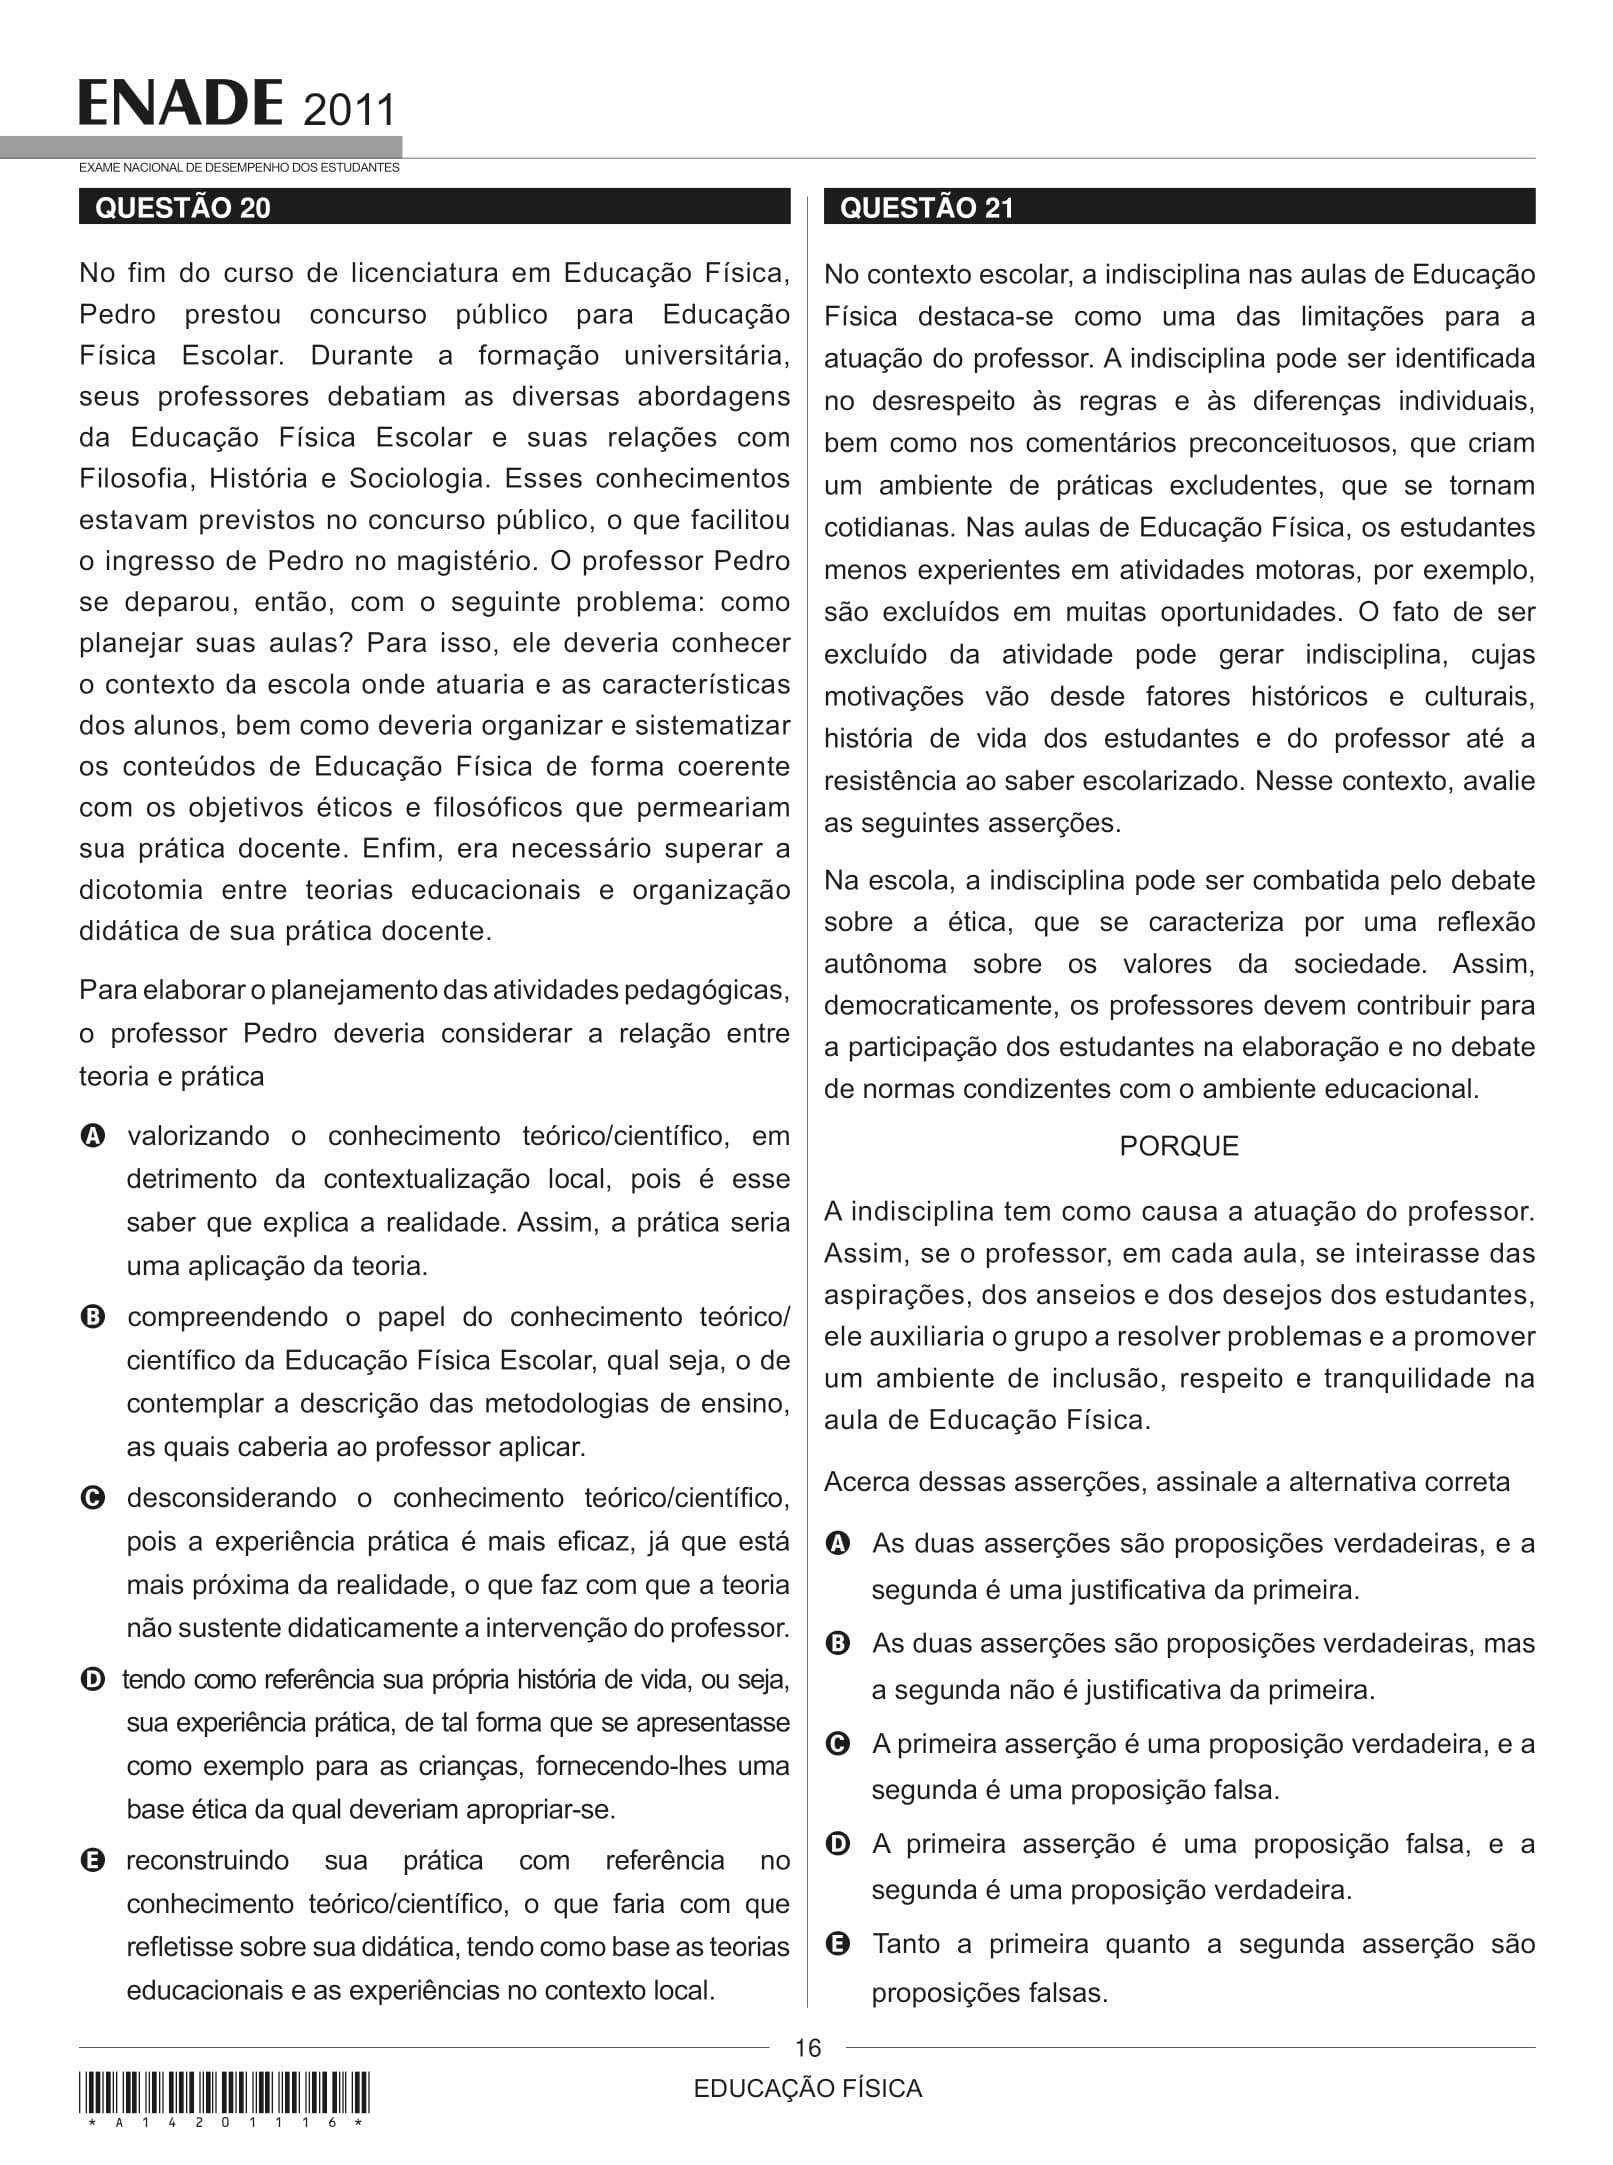 ENADE 2011
EXAME NACIONAL DE DESEMPENHO DOS ESTUDANTES
QUESTÃO 20
No fim do curso de licenciatura em Educação Física,
Pedro prestou concurso público para Educação
Física Escolar. Durante a formação universitária,
seus professores debatiam as diversas abordagens
da Educação Física Escolar e suas relações com
Filosofia, História e Sociologia. Esses conhecimentos
estavam previstos no concurso público, o que facilitou
o ingresso de Pedro no magistério. O professor Pedro
se deparou, então, com o seguinte problema: como
planejar suas aulas? Para isso, ele deveria conhecer
o contexto da escola onde atuaria e as características
dos alunos, bem como deveria organizar e sistematizar
os conteúdos de Educação Física de forma coerente
com os objetivos éticos e filosóficos que permeariam
sua prática docente. Enfim, era necessário superar a
dicotomia entre teorias educacionais e organização
didática de sua prática docente.
Para elaborar o planejamento das atividades pedagógicas,
o professor Pedro deveria considerar a relação entre
teoria e prática
A valorizando o conhecimento teórico/científico, em
detrimento da contextualização local, pois é esse
saber que explica a realidade. Assim, a prática seria
uma aplicação da teoria.
B compreendendo o papel do conhecimento teórico/
científico da Educação Física Escolar, qual seja, o de
contemplar a descrição das metodologias de ensino,
as quais caberia ao professor aplicar.
C desconsiderando o conhecimento teórico/científico,
pois a experiência prática é mais eficaz, já que está
mais próxima da realidade, o que faz com que a teoria
não sustente didaticamente a intervenção do professor.
D tendo como referência sua própria história de vida, ou seja,
sua experiência prática, de tal forma que se apresentasse
como exemplo para as crianças, fornecendo-lhes uma
base ética da qual deveriam apropriar-se.
E reconstruindo sua prática com referência no
conhecimento teórico/científico, o que faria com que
refletisse sobre sua didática, tendo como base as teorias
educacionais e as experiências no contexto local.
QUESTÃO 21
No contexto escolar, a indisciplina nas aulas de Educação
Física destaca-se como uma das limitações para a
atuação do professor. A indisciplina pode ser identificada
no desrespeito às regras e às diferenças individuais,
bem como nos comentários preconceituosos, que criam
um ambiente de práticas excludentes, que se tornam
cotidianas. Nas aulas de Educação Física, os estudantes
menos experientes em atividades motoras, por exemplo,
são excluídos em muitas oportunidades. O fato de ser
excluído da atividade pode gerar indisciplina, cujas
motivações vão desde fatores históricos e culturais,
história de vida dos estudantes e do professor até a
resistência ao saber escolarizado. Nesse contexto, avalie
as seguintes asserções.
Na escola, a indisciplina pode ser combatida pelo debate
sobre a ética, que se caracteriza por uma reflexão
autônoma sobre os valores da sociedade. Assim,
democraticamente, os professores devem contribuir para
a participação dos estudantes na elaboração e no debate
de normas condizentes com o ambiente educacional.
PORQUE
A indisciplina tem como causa a atuação do professor.
Assim, se o professor, em cada aula, se inteirasse das
aspirações, dos anseios e dos desejos dos estudantes,
ele auxiliaria o grupo a resolver problemas e a promover
um ambiente de inclusão, respeito e tranquilidade na
aula de Educação Física.
Acerca dessas asserções, assinale a alternativa correta
A As duas asserções são proposições verdadeiras, e a
segunda é uma justificativa da primeira.
B As duas asserções são proposições verdadeiras, mas
a segunda não é justificativa da primeira.
C A primeira asserção é uma proposição verdadeira, e a
segunda é uma proposição falsa.
D A primeira asserção é uma proposição falsa, e a
segunda é uma proposição verdadeira.
E Tanto a primeira quanto a segunda asserção são
proposições falsas.
16
EDUCAÇÃO FÍSICA
*A14201116*